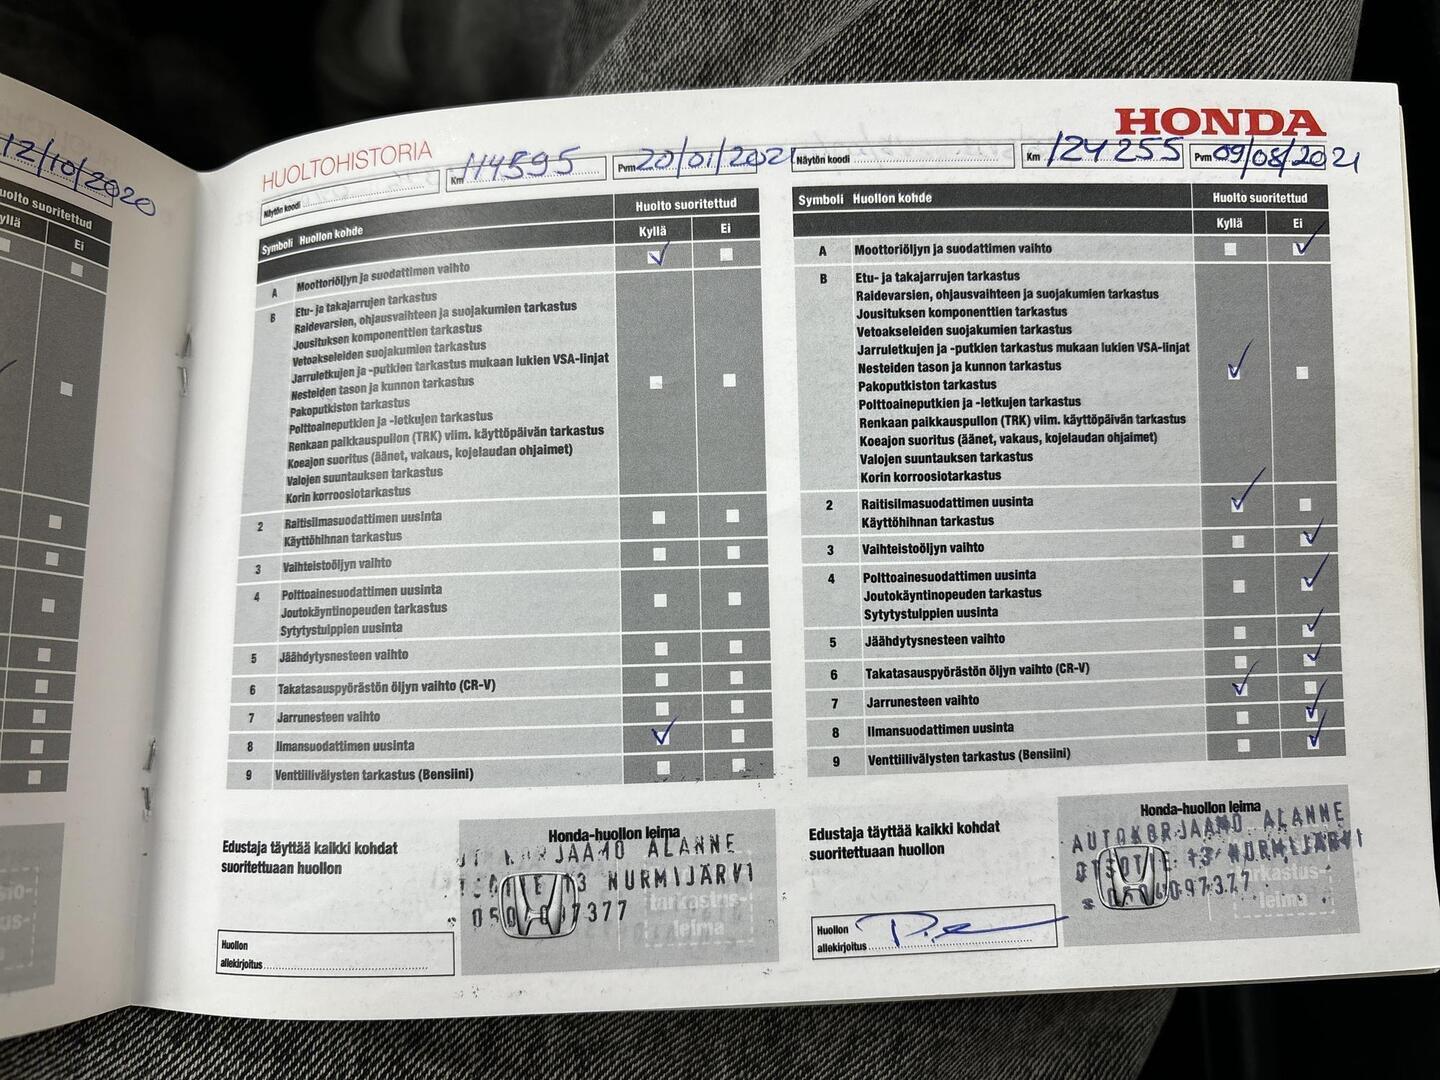 12/10/2020
Huolto suoritettud
Kyllä
Ei
HUOLTOHISTORIA
Näytön koodi
Km 114595
Pvm 20/01/2021
Symboli Huollon kohde
Huolto suoritettud
Kyllä Ei
A Moottoriöljyn ja suodattimen vaihto
B Etu- ja takajarrujen tarkastus
Raidevarsien, ohjausvaihteen ja suojakumien tarkastus
Jousituksen komponenttien tarkastus
Vetoakseleiden suojakumien tarkastus
Jarruletkujen ja -putkien tarkastus mukaan lukien VSA-linjat
Nesteiden tason ja kunnon tarkastus
Pakoputkiston tarkastus
Polttoaineputkien ja -letkujen tarkastus
Renkaan paikkauspullon (TRK) viim. käyttöpäivän tarkastus
Koeajon suoritus (äänet, vakaus, kojelaudan ohjaimet)
Valojen suuntauksen tarkastus
Korin korroosiotarkastus
2 Raitisilmasuodattimen uusinta
Käyttöhihnan tarkastus
3 Vaihteistoöljyn vaihto
4 Polttoainesuodattimen uusinta
Joutokäyntinopeuden tarkastus
Sytytystulppien uusinta
5 Jäähdytysnesteen vaihto
6 Takatasauspyörästön öljyn vaihto (CR-V)
7 Jarrunesteen vaihto
8 Ilmansuodattimen uusinta
9 Venttiilivälysten tarkastus (Bensiini)
Edustaja täyttää kaikki kohdat
suoritettuaan huollon
Huollon
allekirjoitus
Honda-huollon leima
ALANNE
13 NURMIJÄRVI
tarkastus-
leima
HONDA
Näytön koodi
Km 124255
Pvm 09/08/2021
Symboli Huollon kohde
Huolto suoritettud
Kyllä Ei
A Moottoriöljyn ja suodattimen vaihto
B Etu- ja takajarrujen tarkastus
Raidevarsien, ohjausvaihteen ja suojakumien tarkastus
Jousituksen komponenttien tarkastus
Vetoakseleiden suojakumien tarkastus
Jarruletkujen ja -putkien tarkastus mukaan lukien VSA-linjat
Nesteiden tason ja kunnon tarkastus
Pakoputkiston tarkastus
Polttoaineputkien ja -letkujen tarkastus
Renkaan paikkauspullon (TRK) viim. käyttöpäivän tarkastus
Koeajon suoritus (äänet, vakaus, kojelaudan ohjaimet)
Valojen suuntauksen tarkastus
Korin korroosiotarkastus
2 Raitisilmasuodattimen uusinta
Käyttöhihnan tarkastus
3 Vaihteistoöljyn vaihto
4 Polttoainesuodattimen uusinta
Joutokäyntinopeuden tarkastus
Sytytystulppien uusinta
5 Jäähdytysnesteen vaihto
6 Takatasauspyörästön öljyn vaihto (CR-V)
7 Jarrunesteen vaihto
8 Ilmansuodattimen uusinta
9 Venttiilivälysten tarkastus (Bensiini)
Edustaja täyttää kaikki kohdat
suoritettuaan huollon
Huollon
allekirjoitus
Honda-huollon leima
AUTOKORJAAMO ALANNE
13 NURMIJÄRVI
tarkastus-
leima